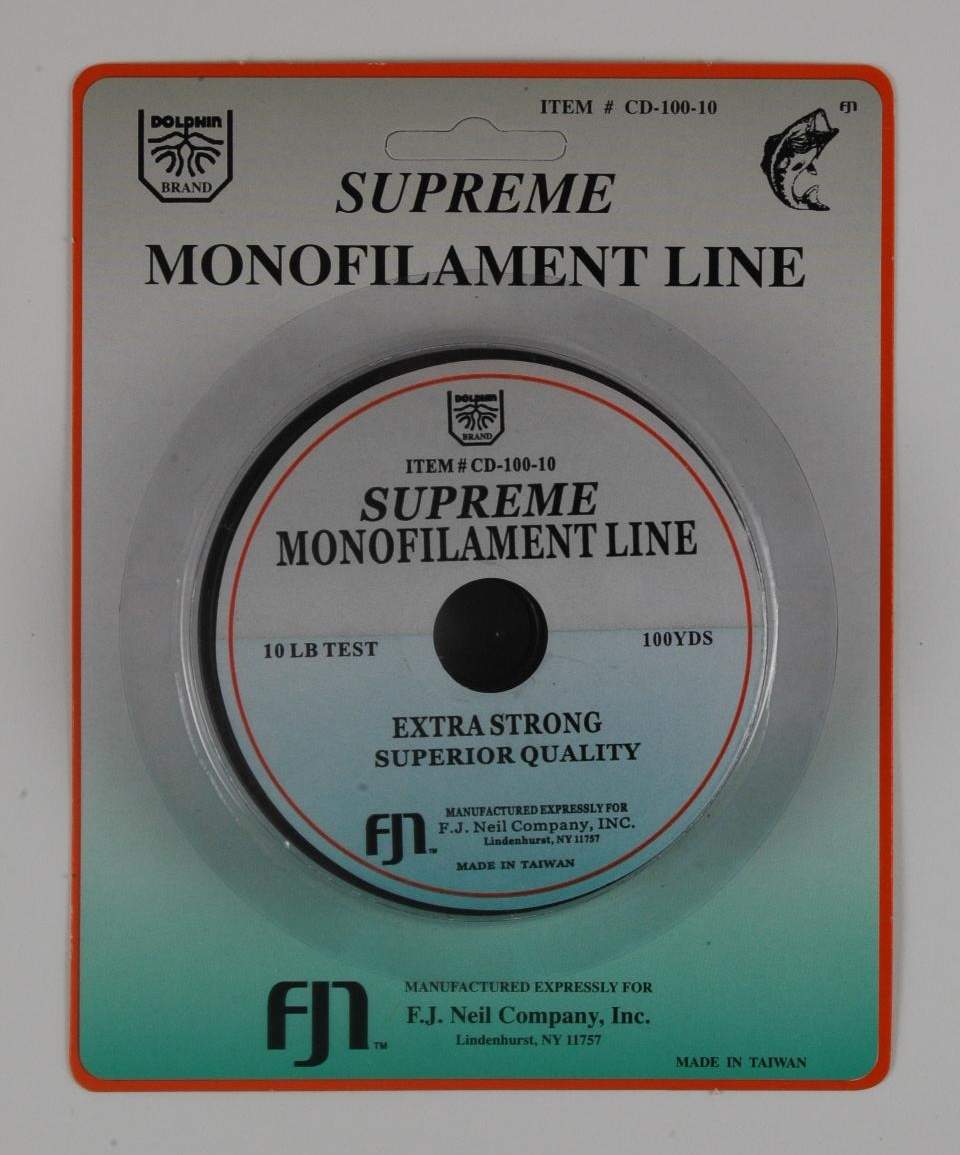 ITEM # CD-100-10
FJN
DOLPHIN
BRAND
SUPREME
MONOFILAMENT LINE
DOLPHIN
BRAND
ITEM # CD-100-10
SUPREME
MONOFILAMENT LINE
10 LB TEST
100YDS
EXTRA STRONG
SUPERIOR QUALITY
FJN™
MANUFACTURED EXPRESSLY FOR
F.J. Neil Company, INC.
Lindenhurst, NY 11757
MADE IN TAIWAN
FJN™
MANUFACTURED EXPRESSLY FOR
F.J. Neil Company, Inc.
Lindenhurst, NY 11757
MADE IN TAIWAN